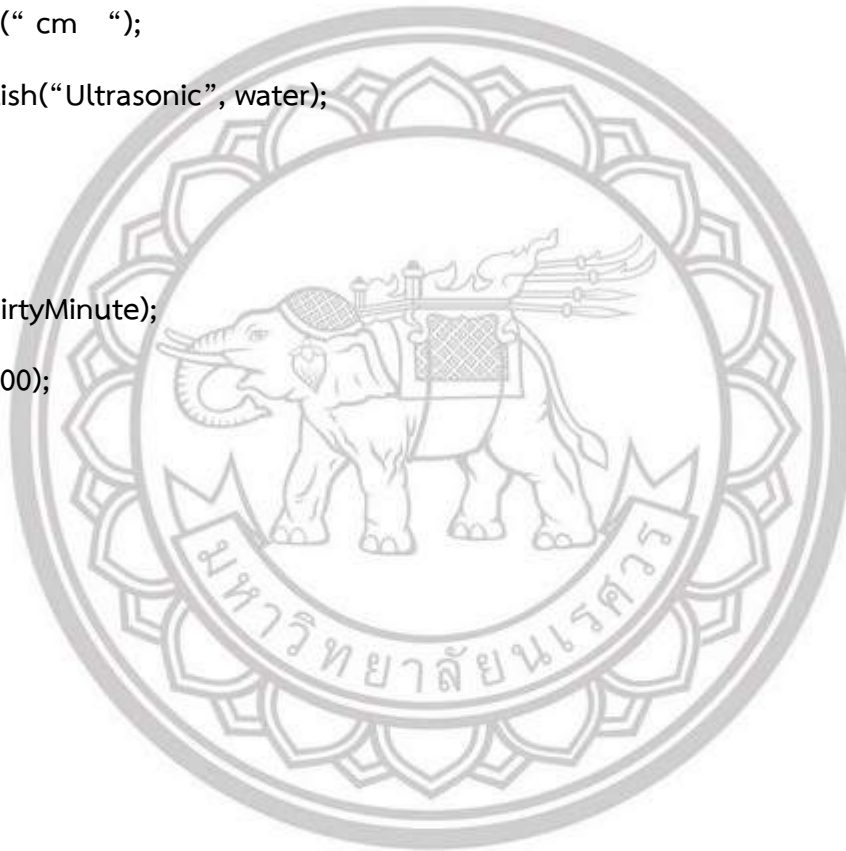 (“ cm “);
ish(“Ultrasonic”, water);
irtyMinute);
00);
มหาวิทยาลัยนเรศวร